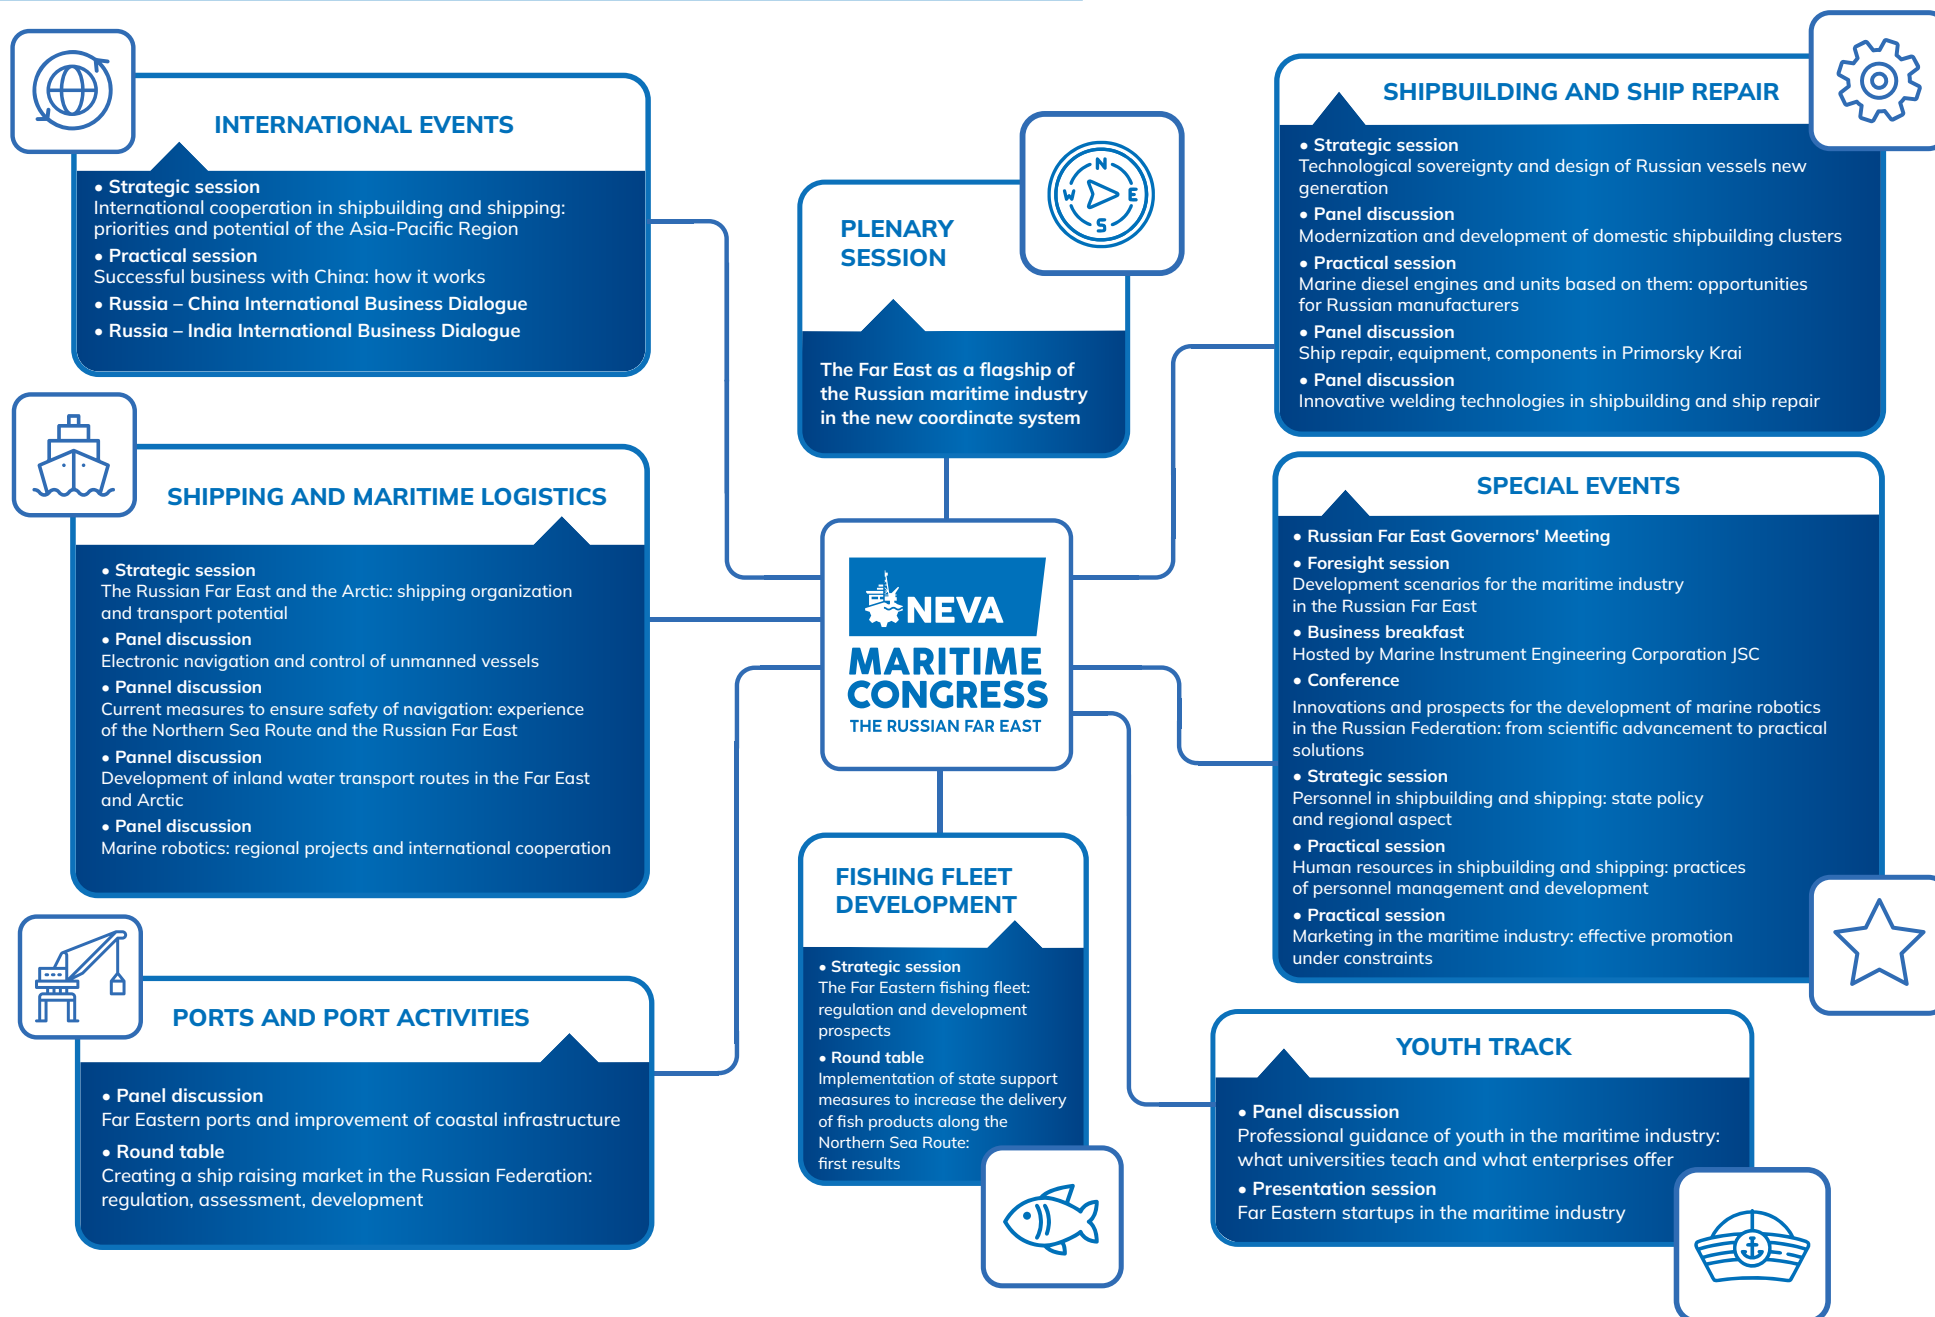 INTERNATIONAL EVENTS
• Strategic session
International cooperation in shipbuilding and shipping:
priorities and potential of the Asia-Pacific Region
• Practical session
Successful business with China: how it works
• Russia – China International Business Dialogue
• Russia – India International Business Dialogue
SHIPPING AND MARITIME LOGISTICS
• Strategic session
The Russian Far East and the Arctic: shipping organization
and transport potential
• Panel discussion
Electronic navigation and control of unmanned vessels
• Pannel discussion
Current measures to ensure safety of navigation: experience
of the Northern Sea Route and the Russian Far East
• Pannel discussion
Development of inland water transport routes in the Far East
and Arctic
• Panel discussion
Marine robotics: regional projects and international cooperation
PORTS AND PORT ACTIVITIES
• Panel discussion
Far Eastern ports and improvement of coastal infrastructure
• Round table
Creating a ship raising market in the Russian Federation:
regulation, assessment, development
PLENARY
SESSION
N
W E
S
The Far East as a flagship of
the Russian maritime industry
in the new coordinate system
NEVA
MARITIME
CONGRESS
THE RUSSIAN FAR EAST
FISHING FLEET
DEVELOPMENT
• Strategic session
The Far Eastern fishing fleet:
regulation and development
prospects
• Round table
Implementation of state support
measures to increase the delivery
of fish products along the
Northern Sea Route:
first results
SHIPBUILDING AND SHIP REPAIR
• Strategic session
Technological sovereignty and design of Russian vessels new
generation
• Panel discussion
Modernization and development of domestic shipbuilding clusters
• Practical session
Marine diesel engines and units based on them: opportunities
for Russian manufacturers
• Panel discussion
Ship repair, equipment, components in Primorsky Krai
• Panel discussion
Innovative welding technologies in shipbuilding and ship repair
SPECIAL EVENTS
• Russian Far East Governors' Meeting
• Foresight session
Development scenarios for the maritime industry
in the Russian Far East
• Business breakfast
Hosted by Marine Instrument Engineering Corporation JSC
• Conference
Innovations and prospects for the development of marine robotics
in the Russian Federation: from scientific advancement to practical
solutions
• Strategic session
Personnel in shipbuilding and shipping: state policy
and regional aspect
• Practical session
Human resources in shipbuilding and shipping: practices
of personnel management and development
• Practical session
Marketing in the maritime industry: effective promotion
under constraints
YOUTH TRACK
• Panel discussion
Professional guidance of youth in the maritime industry:
what universities teach and what enterprises offer
• Presentation session
Far Eastern startups in the maritime industry